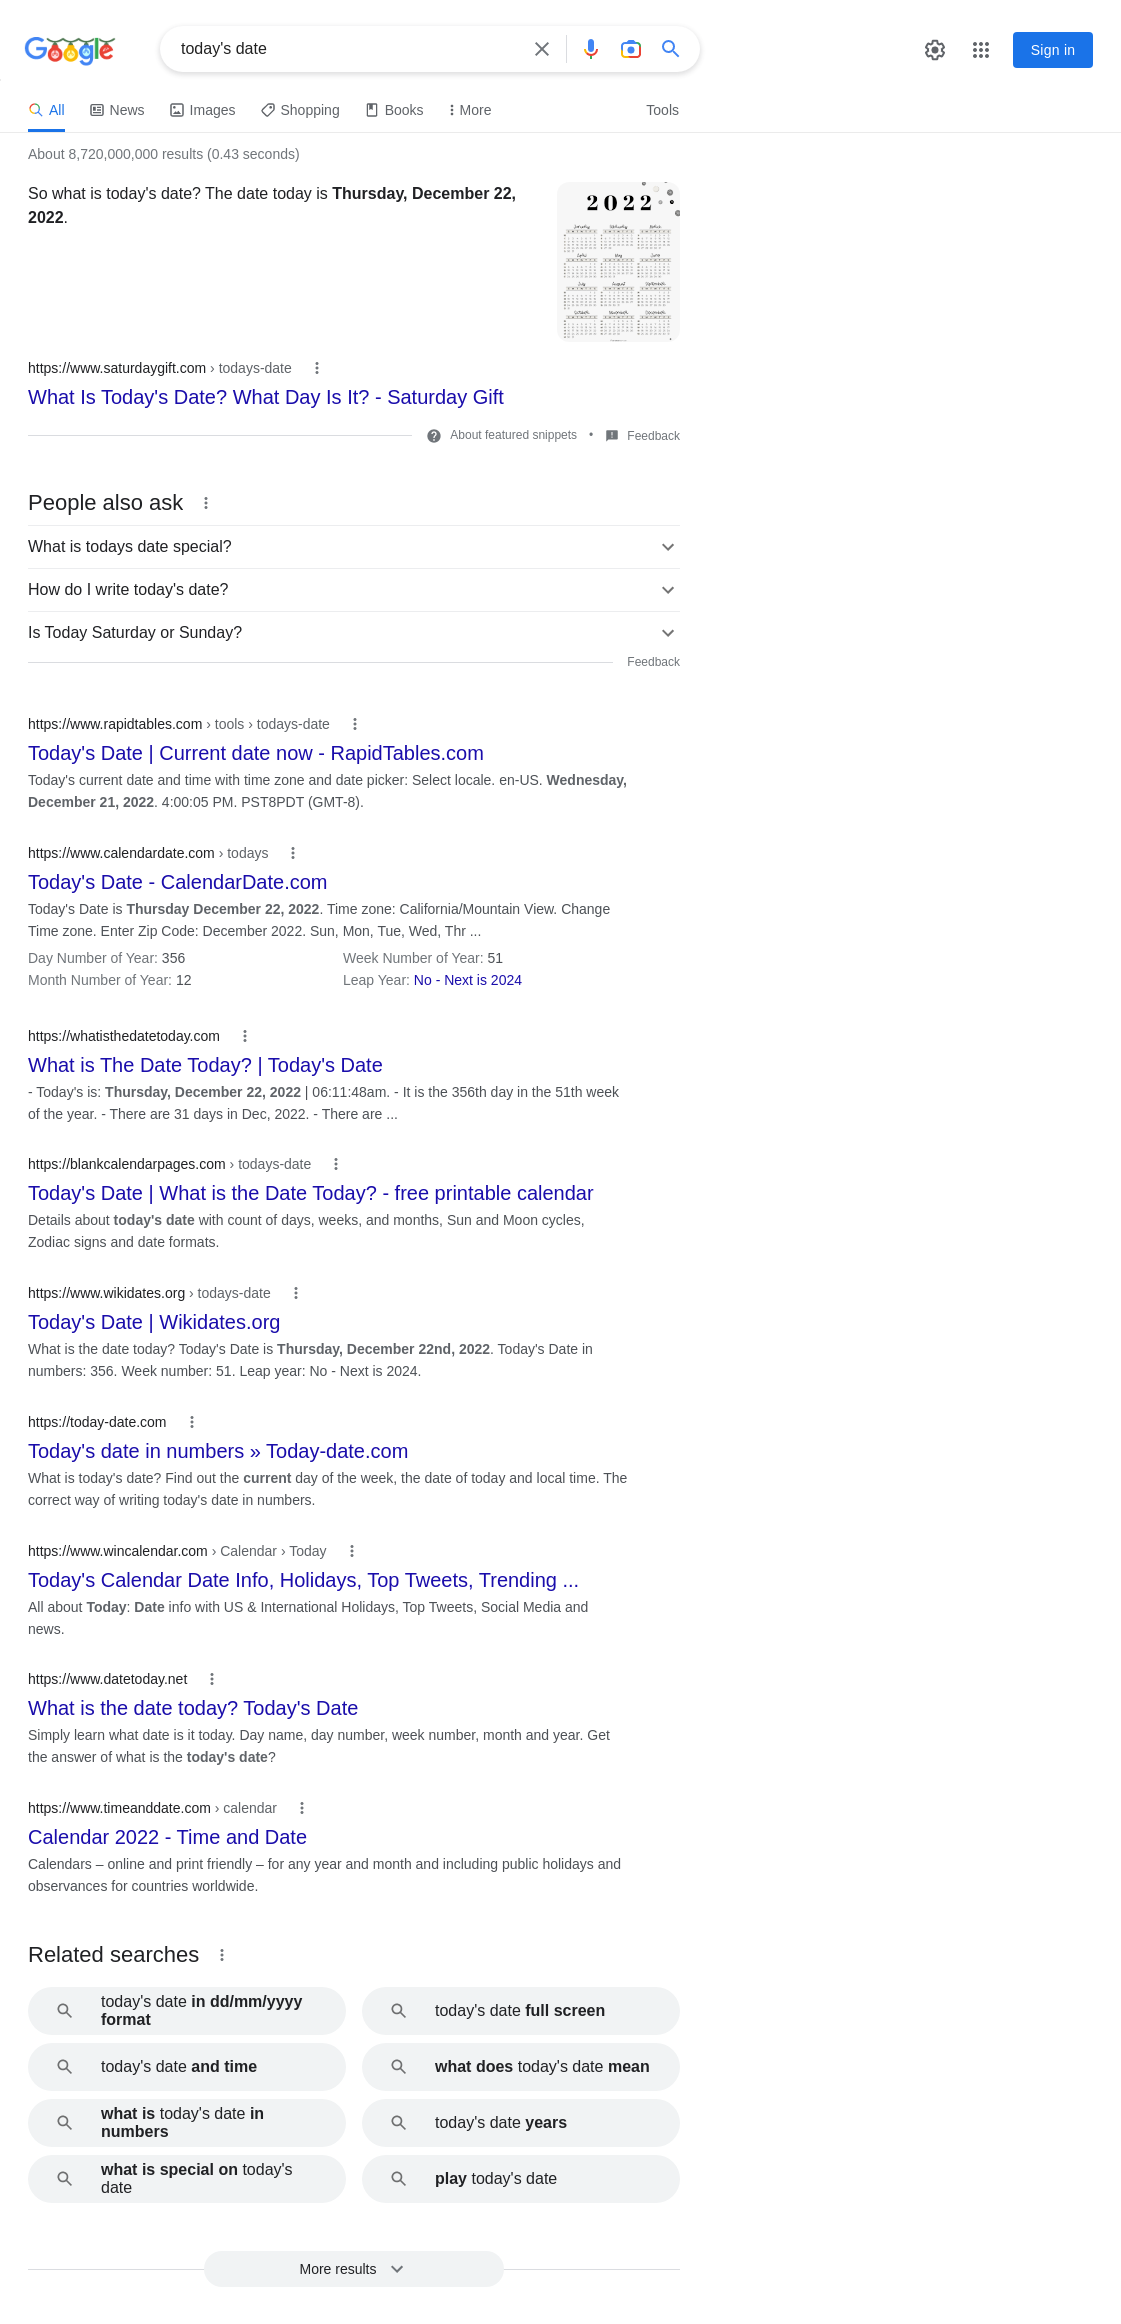 Google
today's date
Sign in
All
News
Images
Shopping
Books
More
Tools
About 8,720,000,000 results (0.43 seconds)
So what is today's date? The date today is Thursday, December 22,
2022.
2022
January February March
April May June
July August September
October November December
https://www.saturdaygift.com › todays-date
What Is Today's Date? What Day Is It? - Saturday Gift
About featured snippets • Feedback
People also ask
What is todays date special?
How do I write today's date?
Is Today Saturday or Sunday?
Feedback
https://www.rapidtables.com › tools › todays-date
Today's Date | Current date now - RapidTables.com
Today's current date and time with time zone and date picker: Select locale. en-US. Wednesday,
December 21, 2022. 4:00:05 PM. PST8PDT (GMT-8).
https://www.calendardate.com › todays
Today's Date - CalendarDate.com
Today's Date is Thursday December 22, 2022. Time zone: California/Mountain View. Change
Time zone. Enter Zip Code: December 2022. Sun, Mon, Tue, Wed, Thr ...
Day Number of Year: 356 Week Number of Year: 51
Month Number of Year: 12 Leap Year: No - Next is 2024
https://whatisthedatetoday.com
What is The Date Today? | Today's Date
- Today's is: Thursday, December 22, 2022 | 06:11:48am. - It is the 356th day in the 51th week
of the year. - There are 31 days in Dec, 2022. - There are ...
https://blankcalendarpages.com › todays-date
Today's Date | What is the Date Today? - free printable calendar
Details about today's date with count of days, weeks, and months, Sun and Moon cycles,
Zodiac signs and date formats.
https://www.wikidates.org › todays-date
Today's Date | Wikidates.org
What is the date today? Today's Date is Thursday, December 22nd, 2022. Today's Date in
numbers: 356. Week number: 51. Leap year: No - Next is 2024.
https://today-date.com
Today's date in numbers » Today-date.com
What is today's date? Find out the current day of the week, the date of today and local time. The
correct way of writing today's date in numbers.
https://www.wincalendar.com › Calendar › Today
Today's Calendar Date Info, Holidays, Top Tweets, Trending ...
All about Today: Date info with US & International Holidays, Top Tweets, Social Media and
news.
https://www.datetoday.net
What is the date today? Today's Date
Simply learn what date is it today. Day name, day number, week number, month and year. Get
the answer of what is the today's date?
https://www.timeanddate.com › calendar
Calendar 2022 - Time and Date
Calendars – online and print friendly – for any year and month and including public holidays and
observances for countries worldwide.
Related searches
today's date in dd/mm/yyyy
format
today's date full screen
today's date and time
what does today's date mean
what is today's date in
numbers
today's date years
what is special on today's
date
play today's date
More results